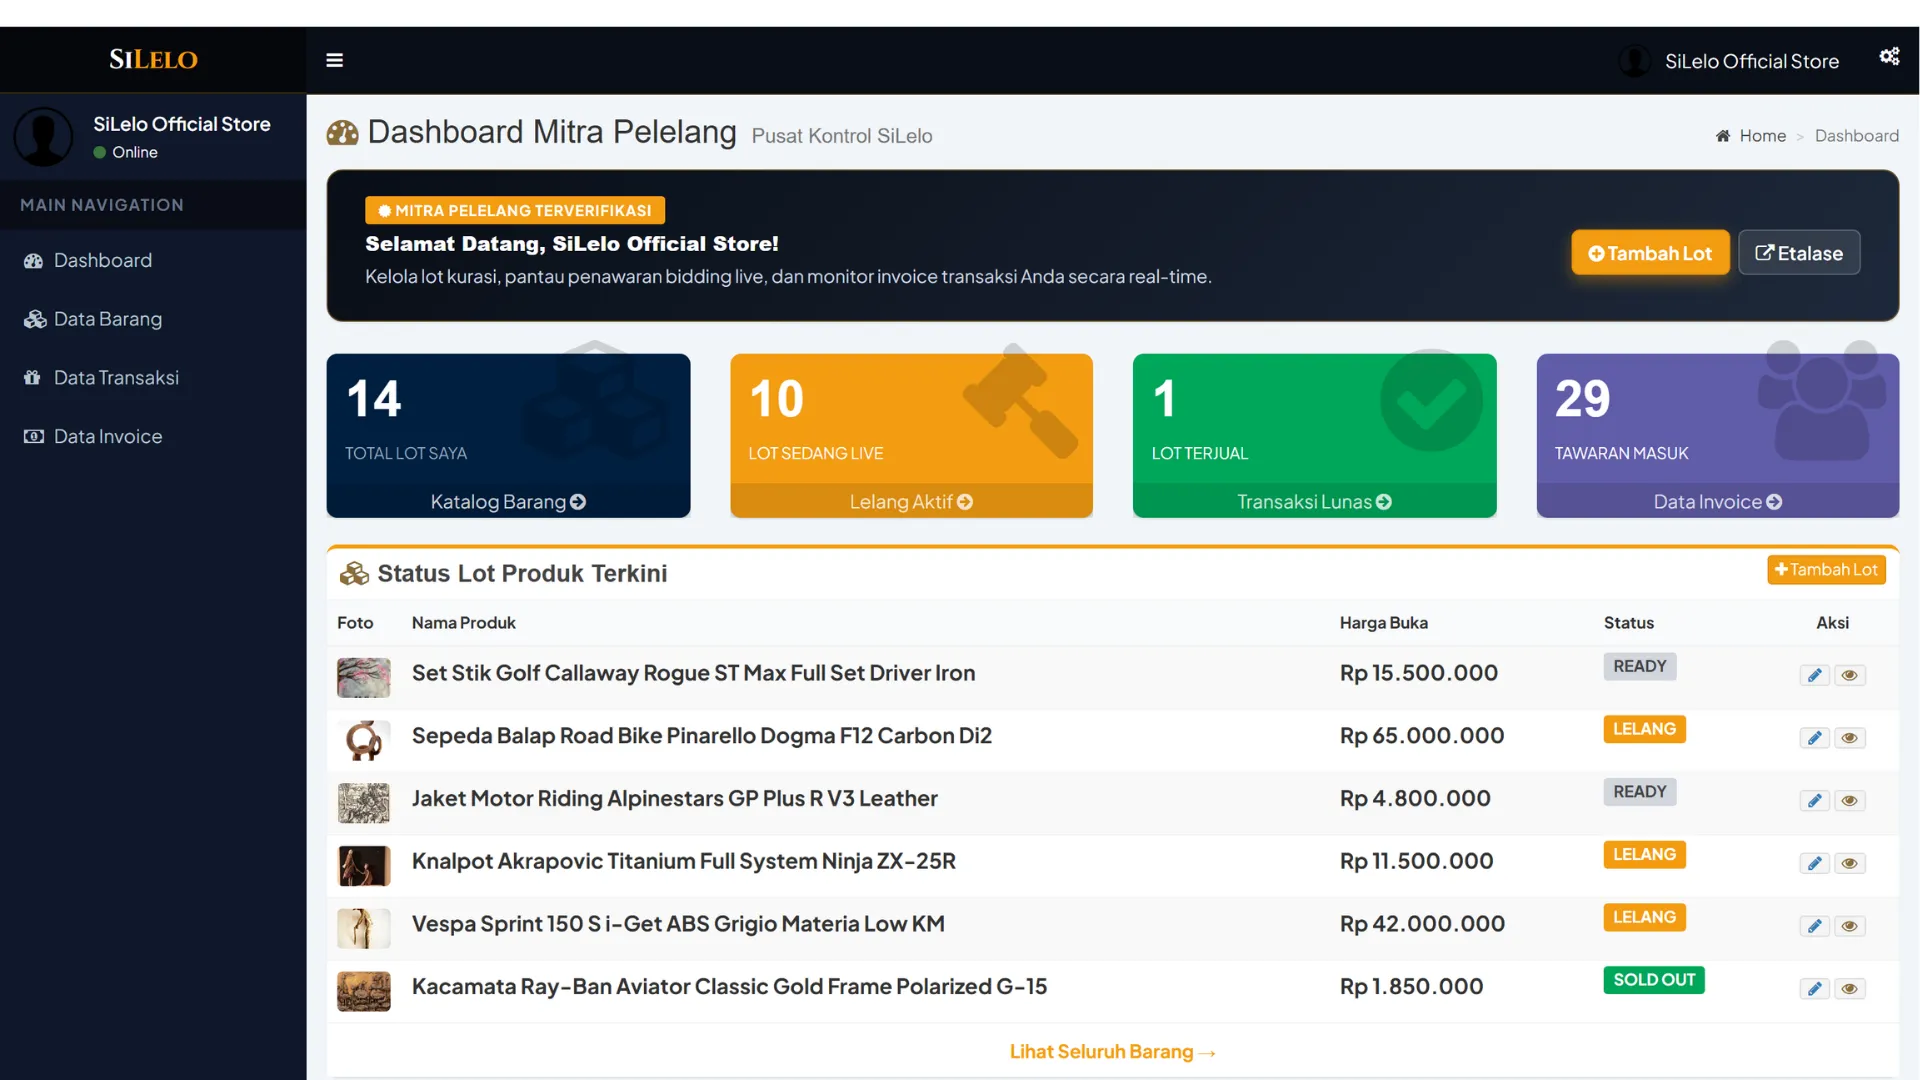 SiLelo
SiLelo Official Store
SiLelo Official Store
Online
MAIN NAVIGATION
Dashboard
Data Barang
Data Transaksi
Data Invoice
Dashboard Mitra Pelelang Pusat Kontrol SiLelo
Home > Dashboard
MITRA PELELANG TERVERIFIKASI
Selamat Datang, SiLelo Official Store!
Kelola lot kurasi, pantau penawaran bidding live, dan monitor invoice transaksi Anda secara real-time.
Tambah Lot
Etalase
14
TOTAL LOT SAYA
Katalog Barang
10
LOT SEDANG LIVE
Lelang Aktif
1
LOT TERJUAL
Transaksi Lunas
29
TAWARAN MASUK
Data Invoice
Status Lot Produk Terkini
Tambah Lot
Foto Nama Produk Harga Buka Status Aksi
Set Stik Golf Callaway Rogue ST Max Full Set Driver Iron Rp 15.500.000 READY
Sepeda Balap Road Bike Pinarello Dogma F12 Carbon Di2 Rp 65.000.000 LELANG
Jaket Motor Riding Alpinestars GP Plus R V3 Leather Rp 4.800.000 READY
Knalpot Akrapovic Titanium Full System Ninja ZX-25R Rp 11.500.000 LELANG
Vespa Sprint 150 S i-Get ABS Grigio Materia Low KM Rp 42.000.000 LELANG
Kacamata Ray-Ban Aviator Classic Gold Frame Polarized G-15 Rp 1.850.000 SOLD OUT
Lihat Seluruh Barang →